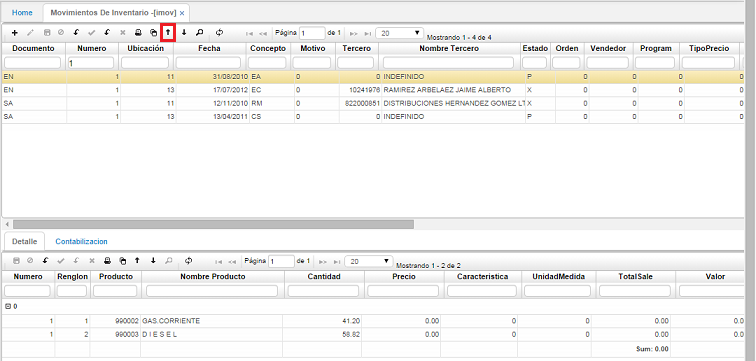 Home Movimientos De Inventario -[imov] ×
Página 1 de 1 20 Mostrando 1 - 4 de 4
Documento Numero Ubicación Fecha Concepto Motivo Tercero Nombre Tercero Estado Orden Vendedor Program TipoPrecio
1
EN 1 11 31/08/2010 EA 0 0 INDEFINIDO P 0 0 0 0
EN 1 13 17/07/2012 EC 0 10241976 RAMIREZ ARBELAEZ JAIME ALBERTO X 0 0 0 0
SA 1 11 12/11/2010 RM 0 822000851 DISTRIBUCIONES HERNANDEZ GOMEZ LT X 0 0 0 0
SA 1 13 13/04/2011 CS 0 0 INDEFINIDO P 0 0 0 0
Detalle Contabilizacion
Página 1 de 1 20 Mostrando 1 - 2 de 2
Numero Renglon Producto Nombre Producto Cantidad Precio Caracteristica UnidadMedida TotalSale Valor
0
1 1 990002 GAS.CORRIENTE 41.20 0.00 0 0 0.00 0.0
1 2 990003 D I E S E L 58.82 0.00 0 0 0.00 0.0
Sum: 0.00